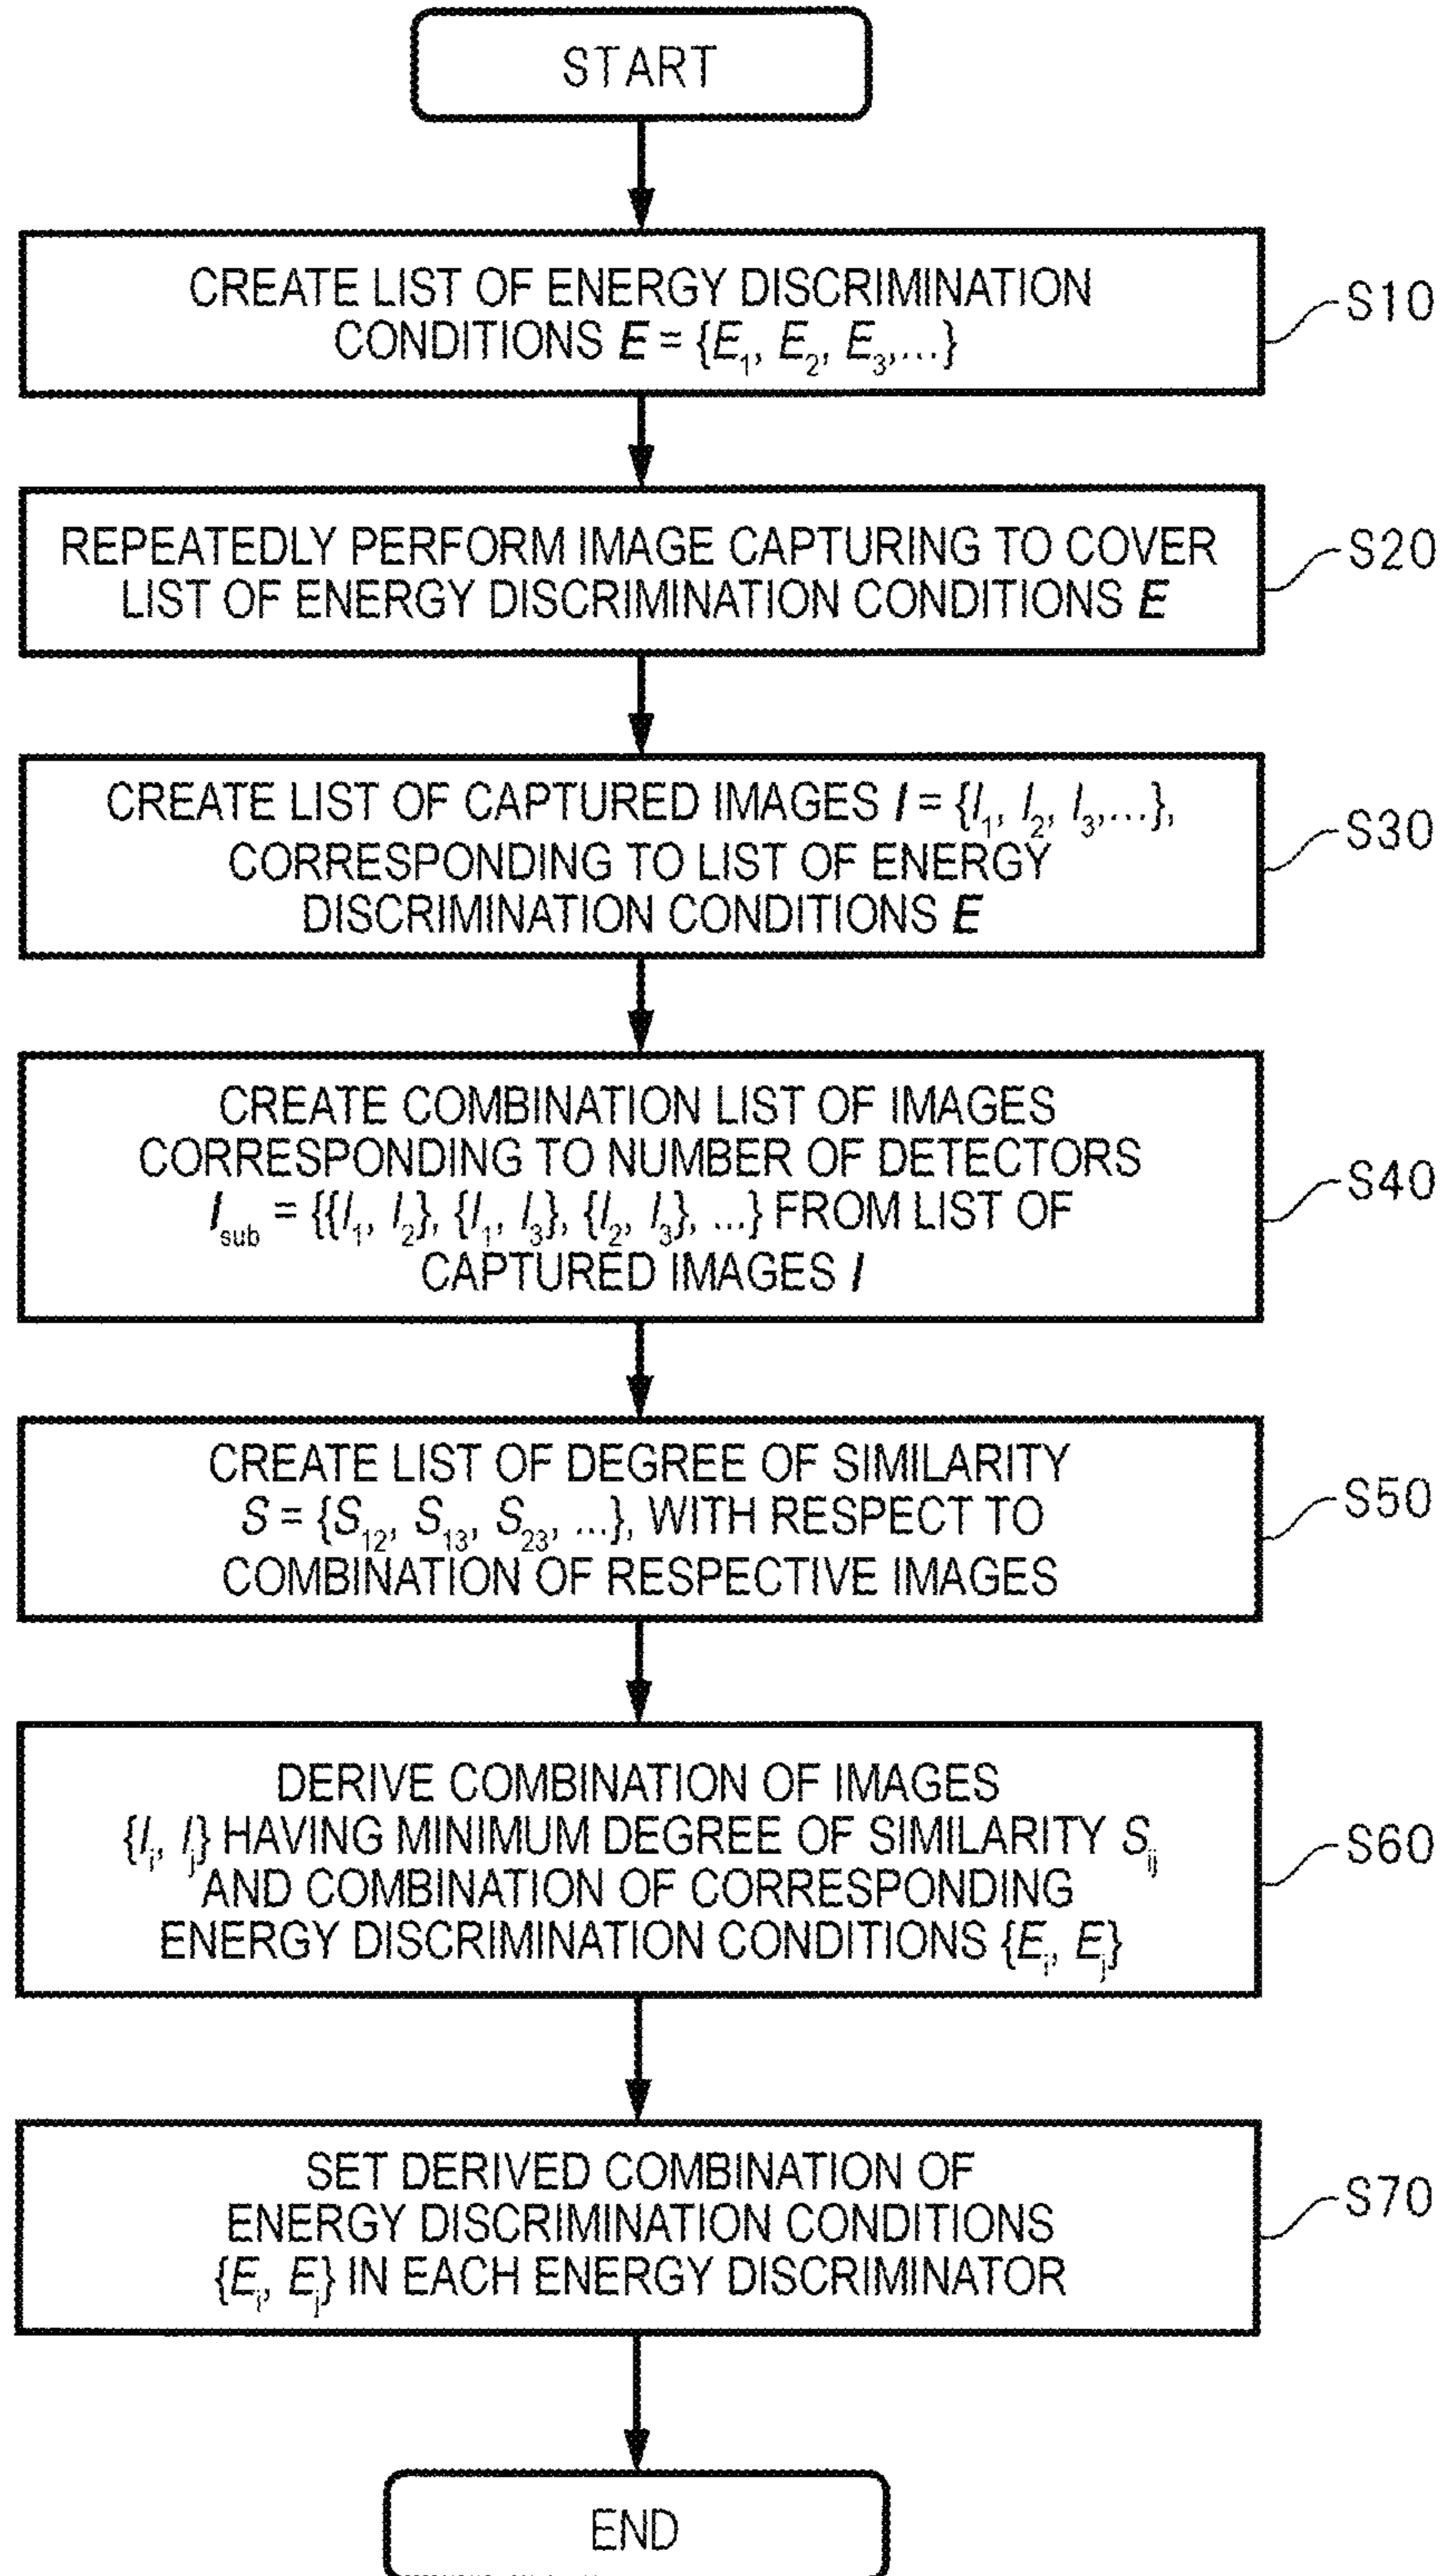 START
CREATE LIST OF ENERGY DISCRIMINATION
CONDITIONS E = {E₁, E₂, E₃,...}
S10
REPEATEDLY PERFORM IMAGE CAPTURING TO COVER
LIST OF ENERGY DISCRIMINATION CONDITIONS E
S20
CREATE LIST OF CAPTURED IMAGES I = {I₁, I₂, I₃,...},
CORRESPONDING TO LIST OF ENERGY
DISCRIMINATION CONDITIONS E
S30
CREATE COMBINATION LIST OF IMAGES
CORRESPONDING TO NUMBER OF DETECTORS
I_sub = {{I₁, I₂}, {I₁, I₃}, {I₂, I₃}, ...} FROM LIST OF
CAPTURED IMAGES I
S40
CREATE LIST OF DEGREE OF SIMILARITY
S = {S₁₂, S₁₃, S₂₃, ...}, WITH RESPECT TO
COMBINATION OF RESPECTIVE IMAGES
S50
DERIVE COMBINATION OF IMAGES
{Iᵢ, Iⱼ} HAVING MINIMUM DEGREE OF SIMILARITY Sᵢⱼ
AND COMBINATION OF CORRESPONDING
ENERGY DISCRIMINATION CONDITIONS {Eᵢ, Eⱼ}
S60
SET DERIVED COMBINATION OF
ENERGY DISCRIMINATION CONDITIONS
{Eᵢ, Eⱼ} IN EACH ENERGY DISCRIMINATOR
S70
END